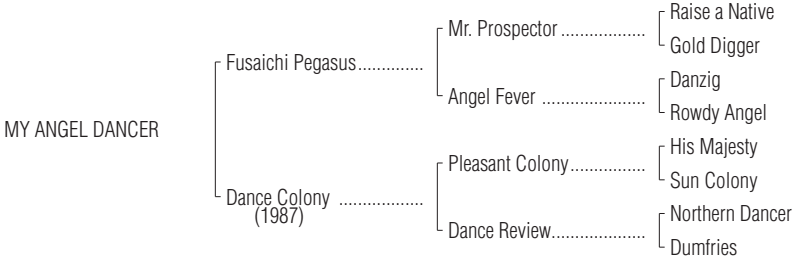 Raise a Native
Mr. Prospector ...................
Gold Digger
Fusaichi Pegasus..............
Danzig
Angel Fever .......................
Rowdy Angel
MY ANGEL DANCER
His Majesty
Pleasant Colony.................
Sun Colony
Dance Colony ..................
(1987)
Northern Dancer
Dance Review.....................
Dumfries